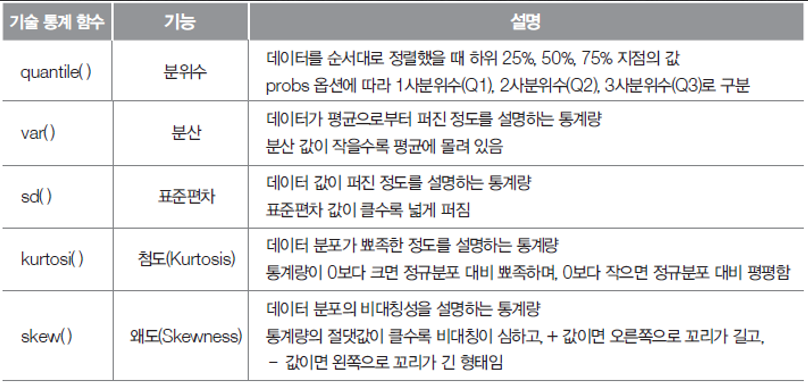 기술 통계 함수 기능 설명
quantile( ) 분위수 데이터를 순서대로 정렬했을 때 하위 25%, 50%, 75% 지점의 값
probs 옵션에 따라 1사분위수(Q1), 2사분위수(Q2), 3사분위수(Q3)로 구분
var( ) 분산 데이터가 평균으로부터 퍼진 정도를 설명하는 통계량
분산 값이 작을수록 평균에 몰려 있음
sd( ) 표준편차 데이터 값이 퍼진 정도를 설명하는 통계량
표준편차 값이 클수록 넓게 퍼짐
kurtosi( ) 첨도(Kurtosis) 데이터 분포가 뾰족한 정도를 설명하는 통계량
통계량이 0보다 크면 정규분포 대비 뾰족하며, 0보다 작으면 정규분포 대비 평평함
skew( ) 왜도(Skewness) 데이터 분포의 비대칭성을 설명하는 통계량
통계량의 절댓값이 클수록 비대칭이 심하고, + 값이면 오른쪽으로 꼬리가 길고,
- 값이면 왼쪽으로 꼬리가 긴 형태임